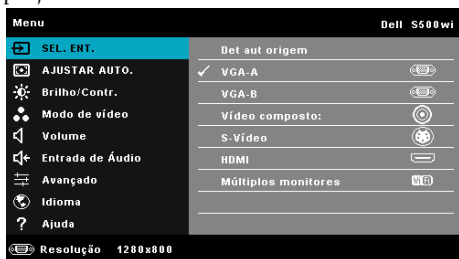 Menu Dell S500wi
SEL. ENT. Det aut origem
AJUSTAR AUTO. VGA-A
Brilho/Contr. VGA-B
Modo de vídeo Vídeo composto:
Volume S-Vídeo
Entrada de Áudio HDMI
Avançado Múltiplos monitores WiFi
Idioma
? Ajuda
Resolução 1280x800